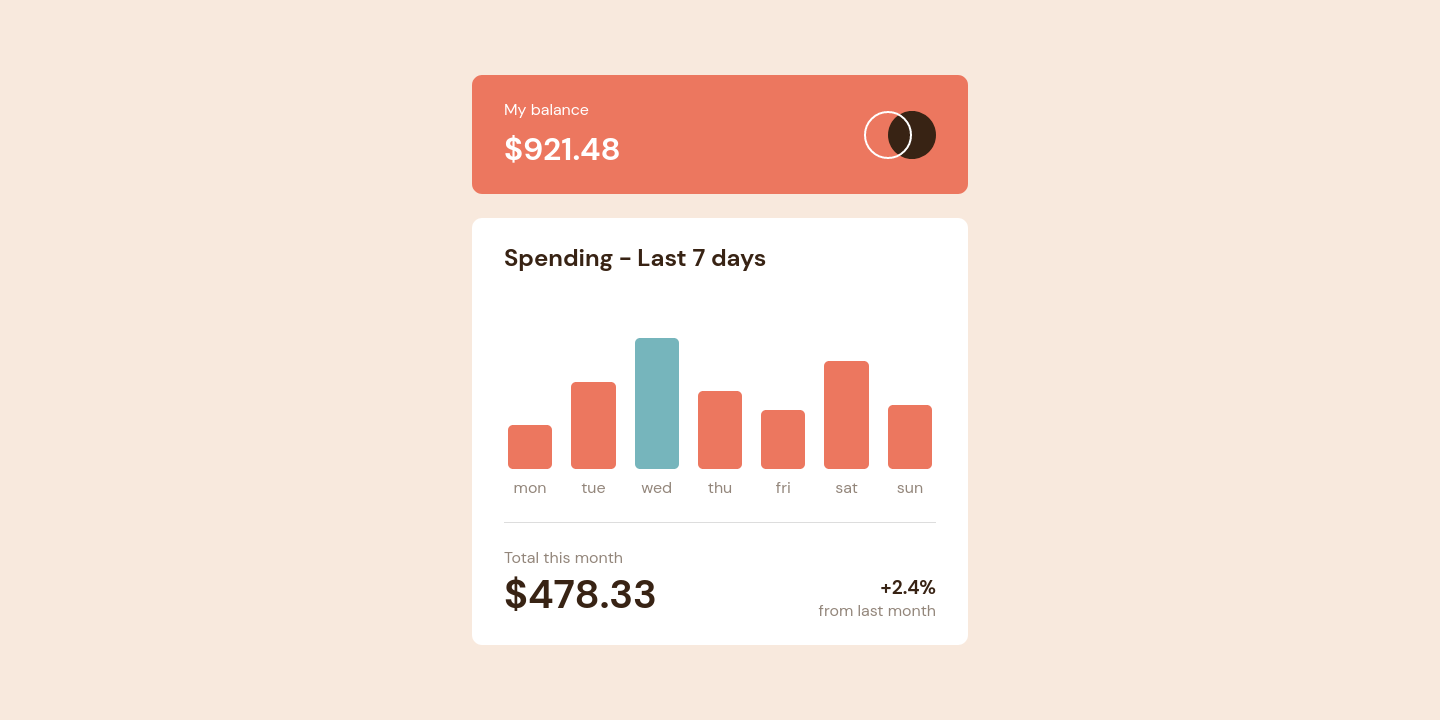 My balance
$921.48
Spending - Last 7 days
mon tue wed thu fri sat sun
Total this month
$478.33
+2.4%
from last month